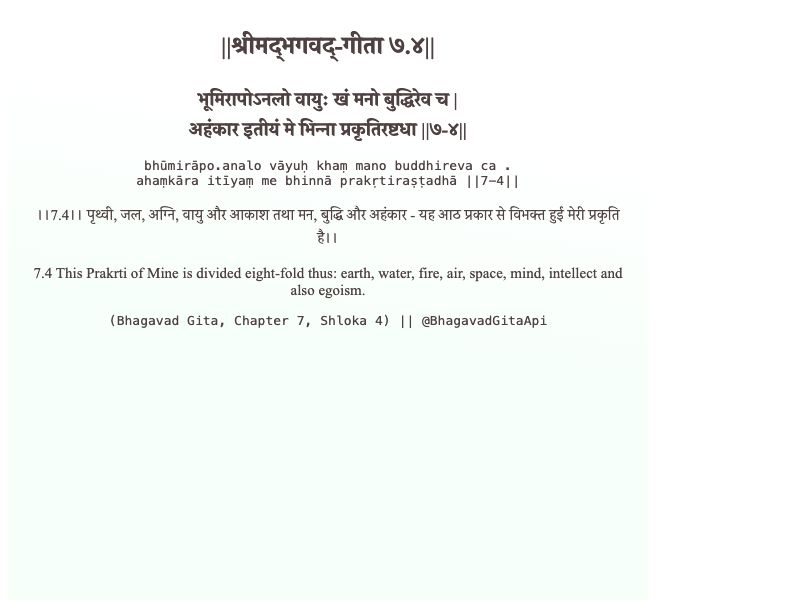 ||श्रीमद्‍भगवद्-गीता ७.४||
भूमिरापोऽनलो वायुः खं मनो बुद्धिरेव च |
अहंकार इतीयं मे भिन्ना प्रकृतिरष्टधा ||७-४||
bhūmirāpo.analo vāyuḥ khaṃ mano buddhireva ca .
ahaṃkāra itīyaṃ me bhinnā prakṛtiraṣṭadhā ||7-4||
।।7.4।। पृथ्वी, जल, अग्नि, वायु और आकाश तथा मन, बुद्धि और अहंकार - यह आठ प्रकार से विभक्त हुई मेरी प्रकृति
है।।
7.4 This Prakrti of Mine is divided eight-fold thus: earth, water, fire, air, space, mind, intellect and
also egoism.
(Bhagavad Gita, Chapter 7, Shloka 4) || @BhagavadGitaApi